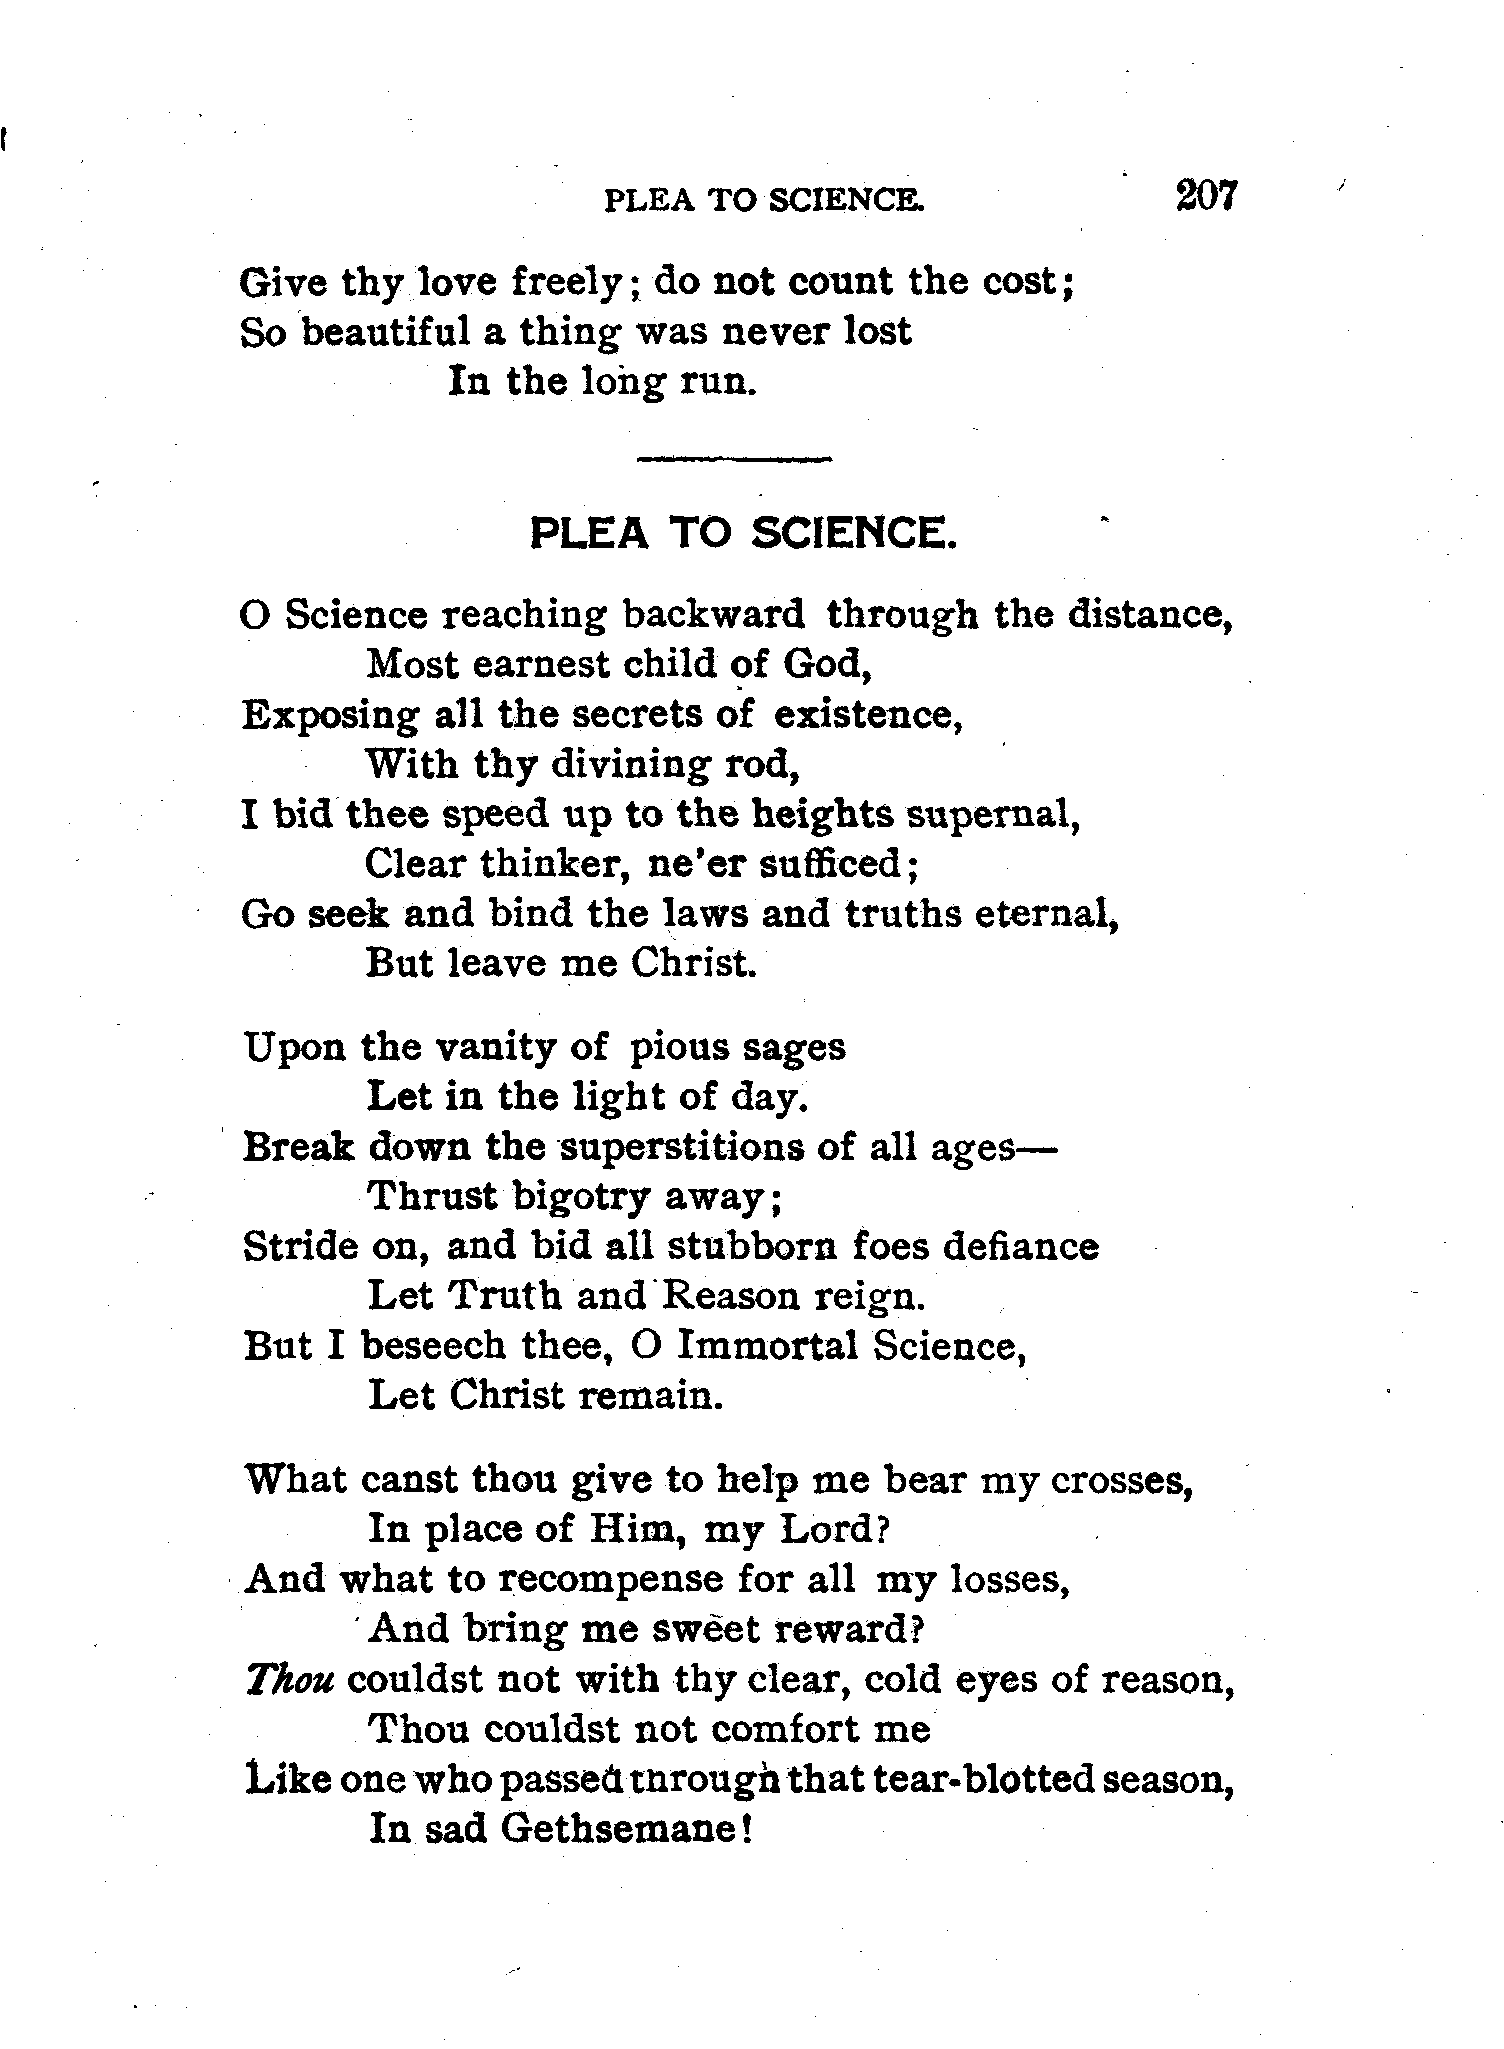 PLEA TO SCIENCE. 207
Give thy love freely; do not count the cost;
So beautiful a thing was never lost
In the long run.
PLEA TO SCIENCE.
O Science reaching backward through the distance,
Most earnest child of God,
Exposing all the secrets of existence,
With thy divining rod,
I bid thee speed up to the heights supernal,
Clear thinker, ne'er sufficed;
Go seek and bind the laws and truths eternal,
But leave me Christ.
Upon the vanity of pious sages
Let in the light of day.
Break down the superstitions of all ages—
Thrust bigotry away;
Stride on, and bid all stubborn foes defiance
Let Truth and Reason reign.
But I beseech thee, O Immortal Science,
Let Christ remain.
What canst thou give to help me bear my crosses,
In place of Him, my Lord?
And what to recompense for all my losses,
And bring me sweet reward?
Thou couldst not with thy clear, cold eyes of reason,
Thou couldst not comfort me
Like one who passed through that tear-blotted season,
In sad Gethsemane!